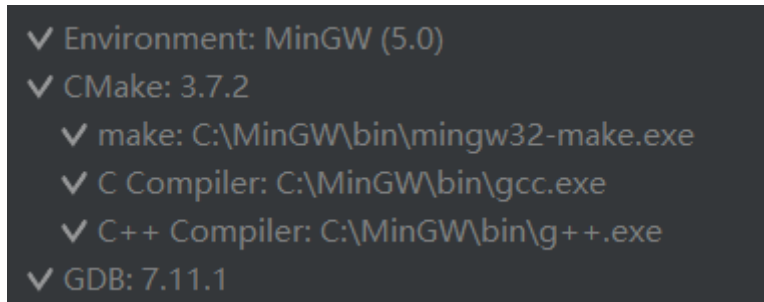 Environment: MinGW (5.0)
CMake: 3.7.2
make: C:\MinGW\bin\mingw32-make.exe
C Compiler: C:\MinGW\bin\gcc.exe
C++ Compiler: C:\MinGW\bin\g++.exe
GDB: 7.11.1